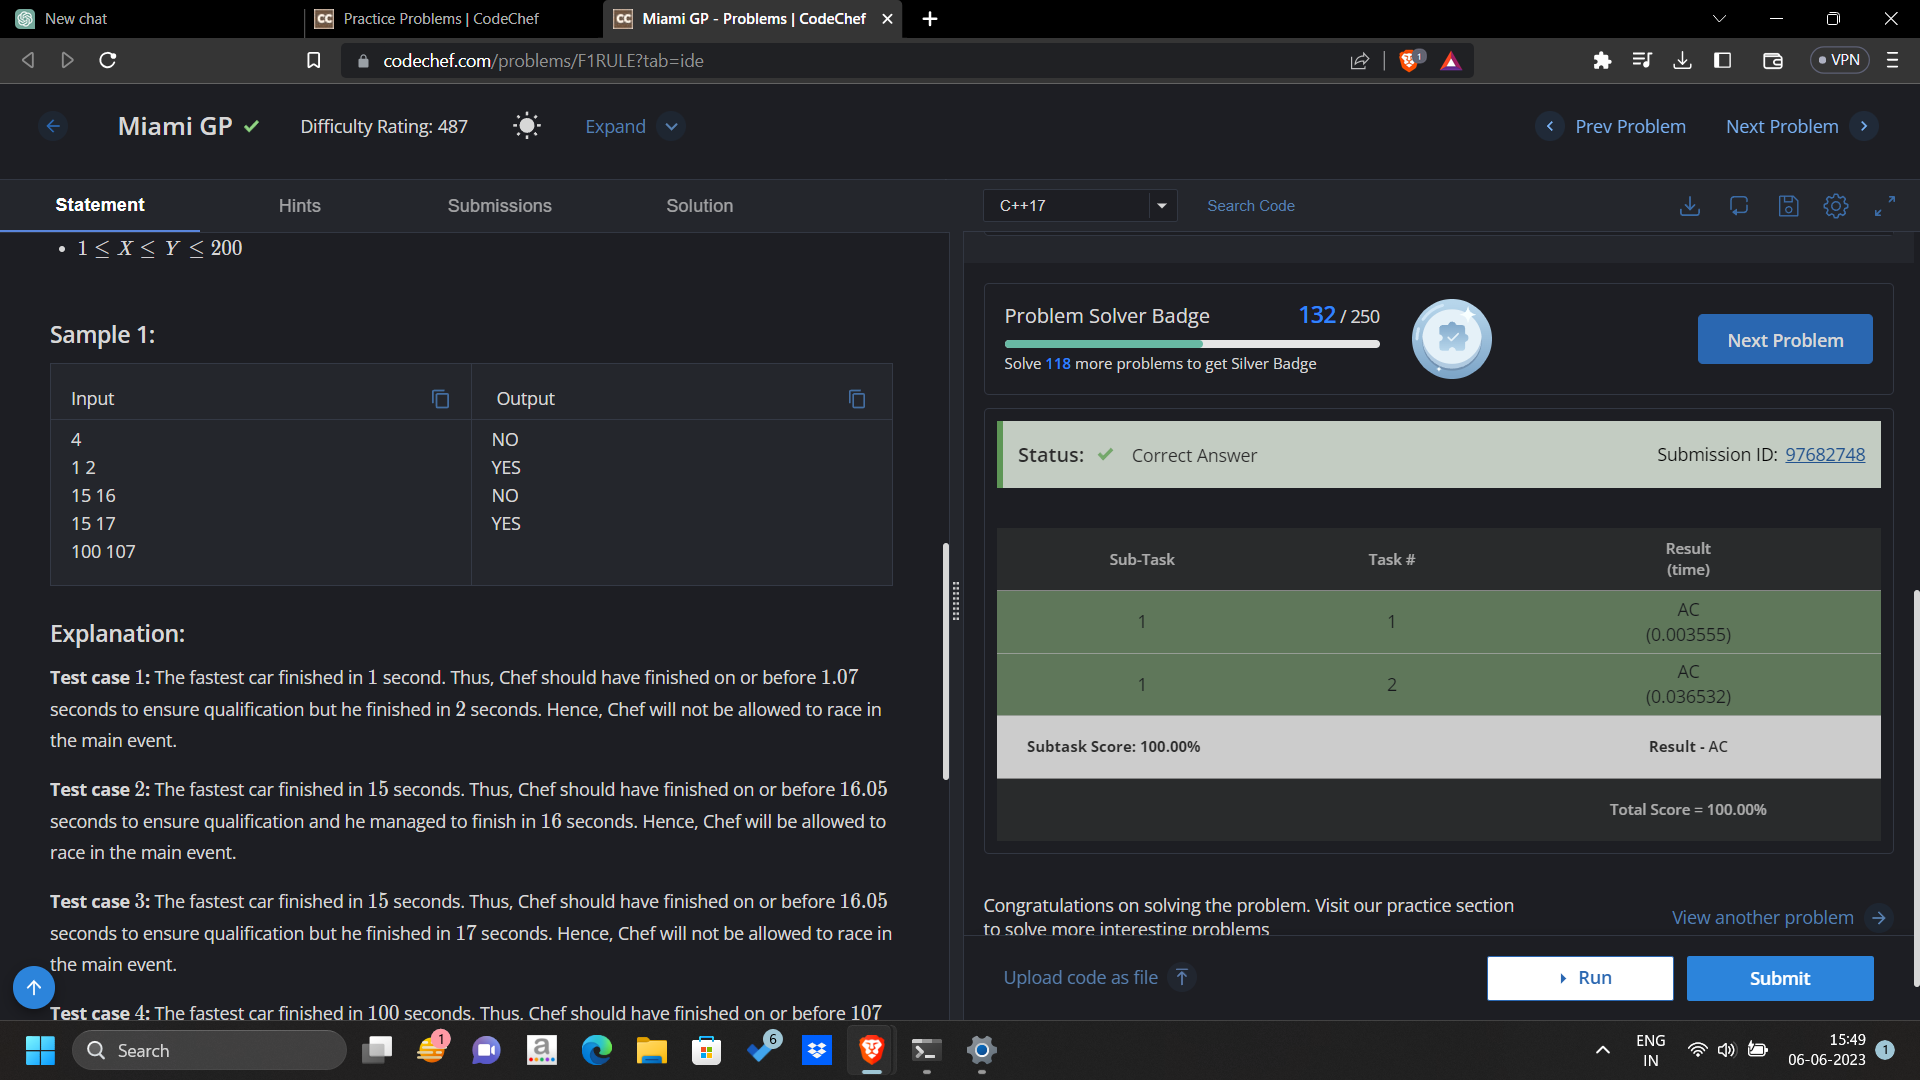 New chat
CC Practice Problems | CodeChef
CC Miami GP - Problems | CodeChef
codechef.com/problems/F1RULE?tab=ide
1
VPN
Miami GP
Difficulty Rating: 487
Expand
Prev Problem
Next Problem
Statement
Hints
Submissions
Solution
C++17
Search Code
• 1 ≤ X ≤ Y ≤ 200
Sample 1:
Input
Output
4
1 2
15 16
15 17
100 107
NO
YES
NO
YES
Explanation:
Test case 1: The fastest car finished in 1 second. Thus, Chef should have finished on or before 1.07
seconds to ensure qualification but he finished in 2 seconds. Hence, Chef will not be allowed to race in
the main event.
Test case 2: The fastest car finished in 15 seconds. Thus, Chef should have finished on or before 16.05
seconds to ensure qualification and he managed to finish in 16 seconds. Hence, Chef will be allowed to
race in the main event.
Test case 3: The fastest car finished in 15 seconds. Thus, Chef should have finished on or before 16.05
seconds to ensure qualification but he finished in 17 seconds. Hence, Chef will not be allowed to race in
the main event.
Test case 4: The fastest car finished in 100 seconds. Thus, Chef should have finished on or before 107
Problem Solver Badge
132 / 250
Solve 118 more problems to get Silver Badge
Next Problem
Status: Correct Answer
Submission ID: 97682748
Sub-Task
Task #
Result
(time)
1
1
AC
(0.003555)
1
2
AC
(0.036532)
Subtask Score: 100.00%
Result - AC
Total Score = 100.00%
Congratulations on solving the problem. Visit our practice section
to solve more interesting problems
View another problem
Upload code as file
Run
Submit
Search
1
a
6
ENG
IN
15:49
06-06-2023
1